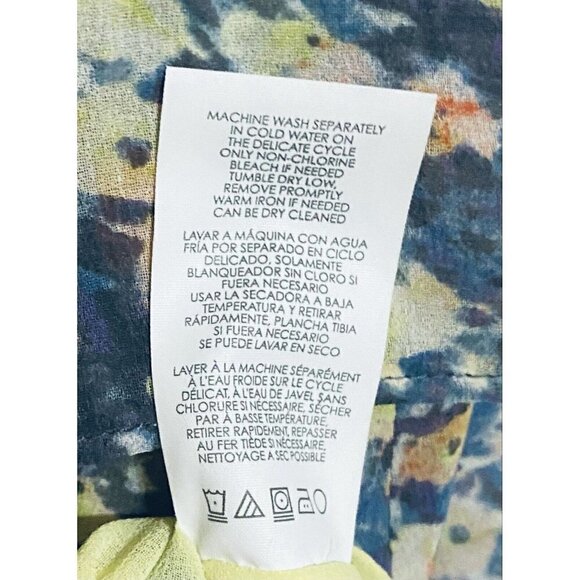 MACHINE WASH SEPARATELY
IN COLD WATER ON
THE DELICATE CYCLE
ONLY NON-CHLORINE
BLEACH IF NEEDED
TUMBLE DRY LOW,
REMOVE PROMPTLY
WARM IRON IF NEEDED
CAN BE DRY CLEANED
LAVAR A MÁQUINA CON AGUA
FRÍA POR SEPARADO EN CICLO
DELICADO, SOLAMENTE
BLANQUEADOR SIN CLORO SI
FUERA NECESARIO
USAR LA SECADORA A BAJA
TEMPERATURA Y RETIRAR
RÁPIDAMENTE, PLANCHA TIBIA
SI FUERA NECESARIO
SE PUEDE LAVAR EN SECO
LAVER À LA MACHINE SÉPARÉMENT
À L'EAU FROIDE SUR LE CYCLE
DÉLICAT, À L'EAU DE JAVEL SANS
CHLORURE SI NÉCESSAIRE, SÉCHER
PAR À BASSE TEMPÉRATURE,
RETIRER RAPIDEMENT, REPASSER
AU FER TIÈDE SI NÉCESSAIRE,
NETTOYAGE A SEC POSSIBLE